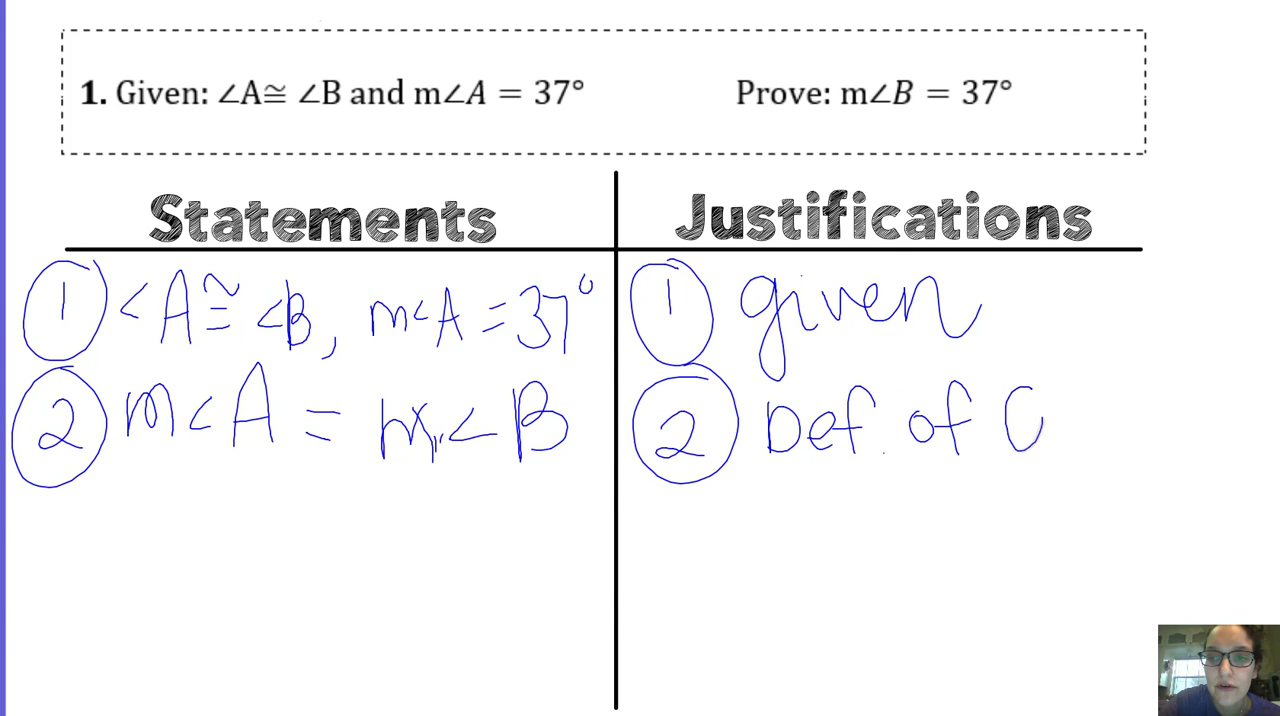 1. Given: ∠A≅ ∠B and m∠A = 37° Prove: m∠B = 37°
Statements Justifications
① <A ≅ <B, m<A = 37° ① given
② m<A = m<B ② Def. of C